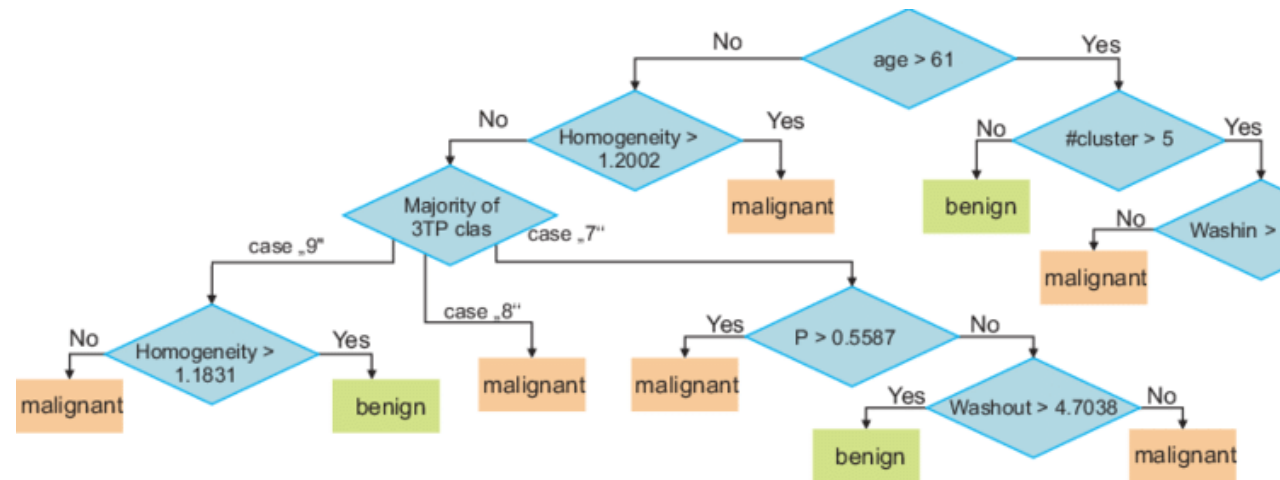 No
age > 61
Yes
No
Homogeneity >
1.2002
Yes
No
#cluster > 5
Yes
malignant
benign
Majority of
3TP clas
No
Washin >
malignant
case „9"
case „7“
case „8“
No
Homogeneity >
1.1831
Yes
malignant
benign
malignant
Yes
P > 0.5587
No
malignant
Yes
Washout > 4.7038
No
benign
malignant